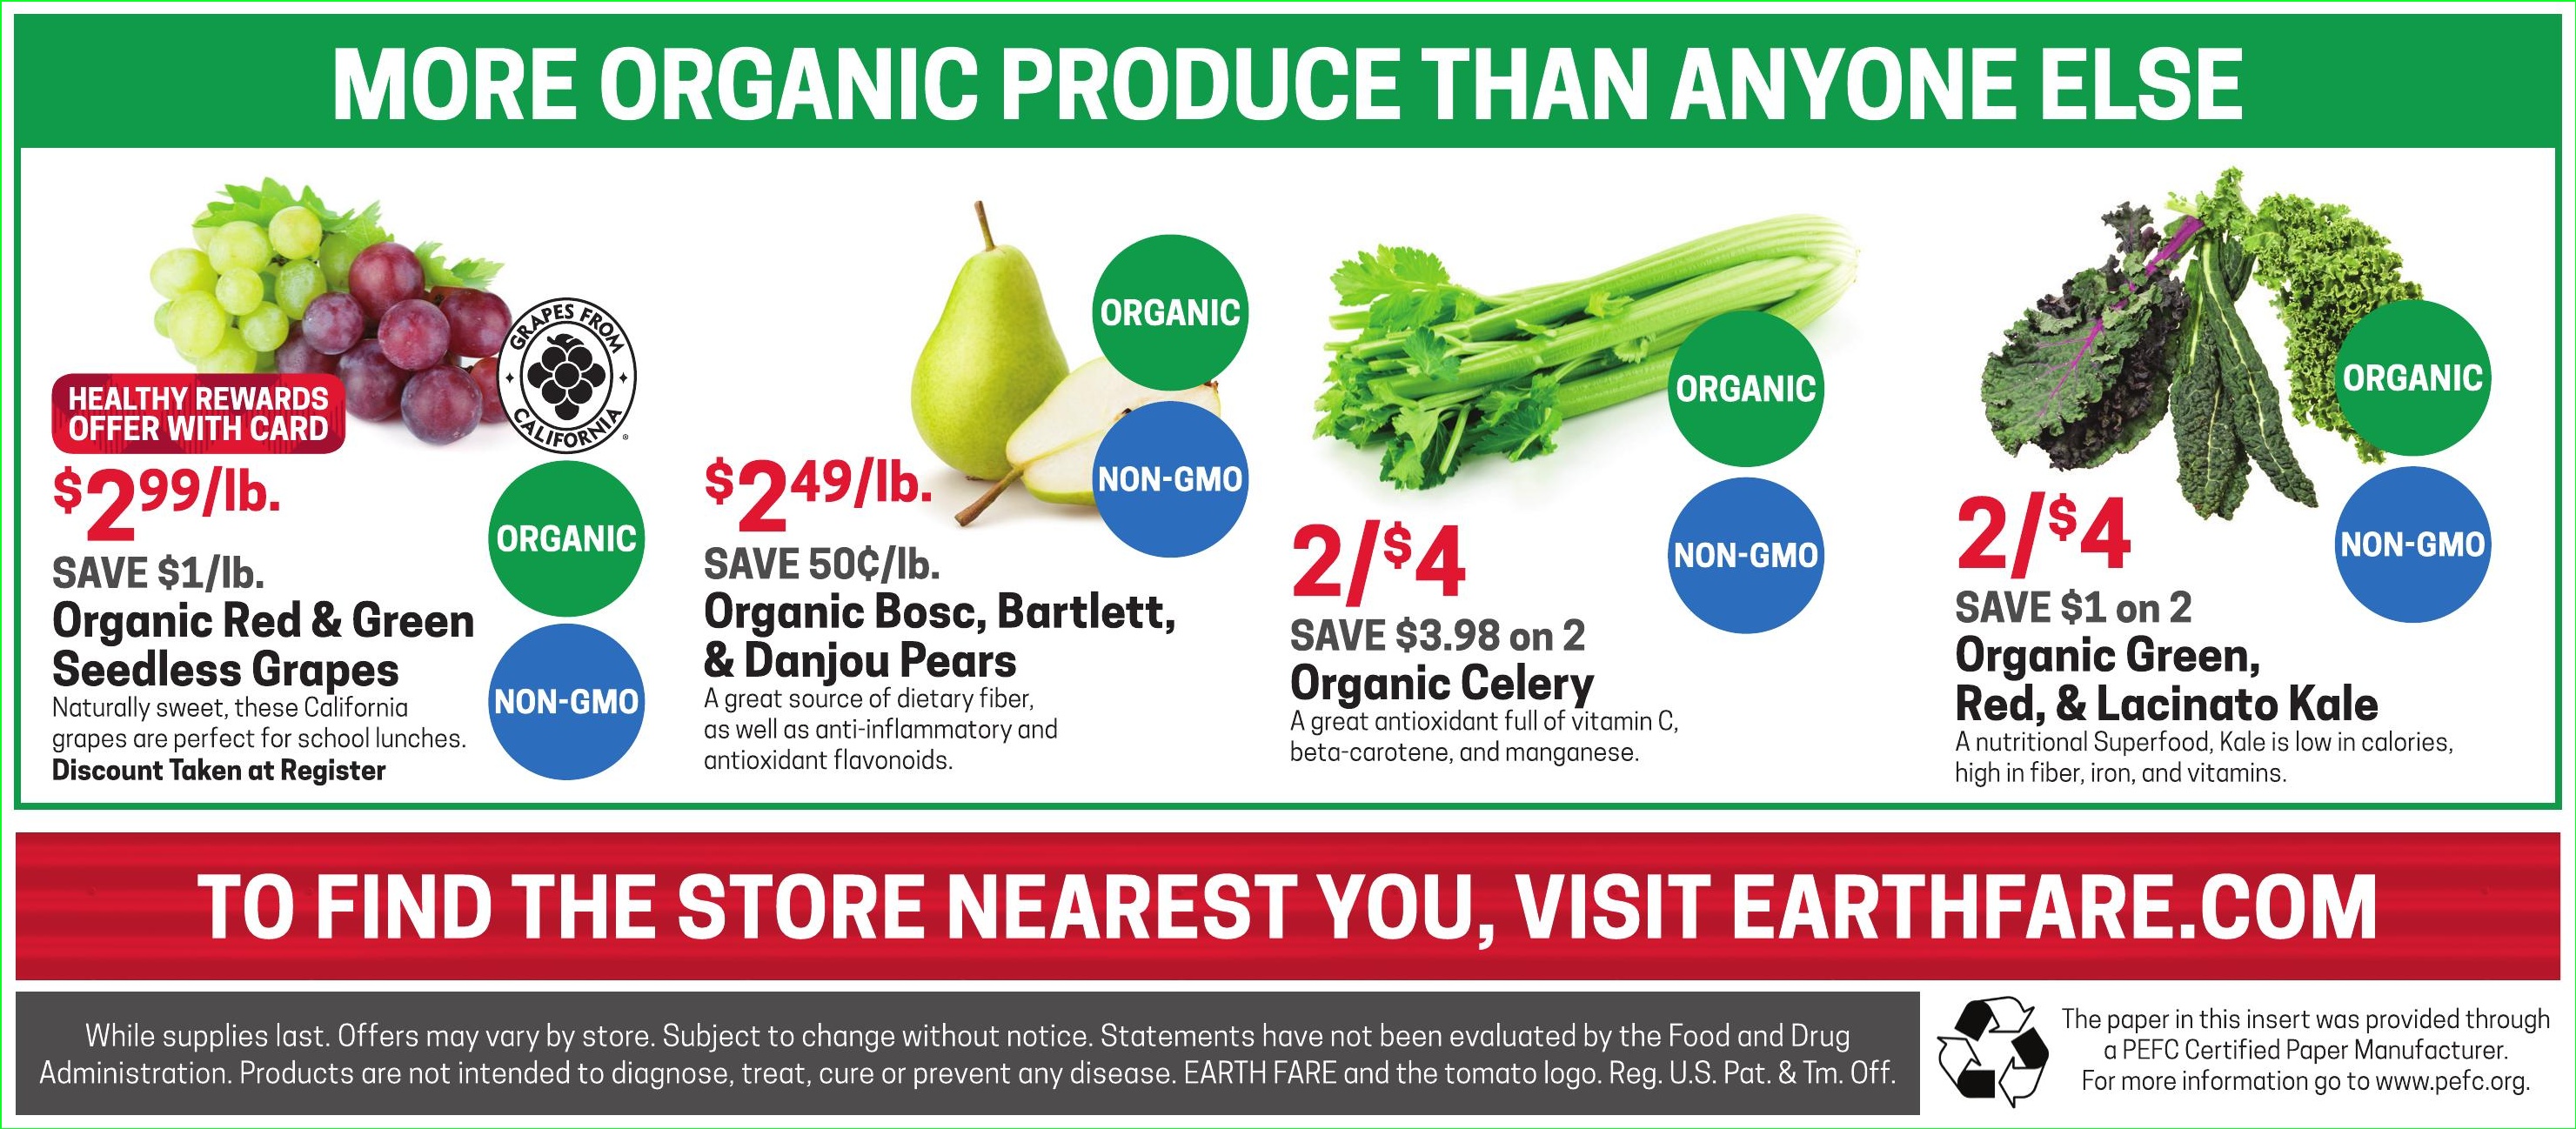 MORE ORGANIC PRODUCE THAN ANYONE ELSE
GRAPES FROM
CALIFORNIA
HEALTHY REWARDS
OFFER WITH CARD
$2 99/lb.
SAVE $1/lb.
Organic Red & Green
Seedless Grapes
Naturally sweet, these California
grapes are perfect for school lunches.
Discount Taken at Register
ORGANIC
NON-GMO
$2 49/lb.
SAVE 50¢/lb.
Organic Bosc, Bartlett,
& Danjou Pears
A great source of dietary fiber,
as well as anti-inflammatory and
antioxidant flavonoids.
ORGANIC
NON-GMO
2/$4
SAVE $3.98 on 2
Organic Celery
A great antioxidant full of vitamin C,
beta-carotene, and manganese.
ORGANIC
NON-GMO
2/$4
SAVE $1 on 2
Organic Green,
Red, & Lacinato Kale
A nutritional Superfood, Kale is low in calories,
high in fiber, iron, and vitamins.
ORGANIC
NON-GMO
TO FIND THE STORE NEAREST YOU, VISIT EARTHFARE.COM
While supplies last. Offers may vary by store. Subject to change without notice. Statements have not been evaluated by the Food and Drug
Administration. Products are not intended to diagnose, treat, cure or prevent any disease. EARTH FARE and the tomato logo. Reg. U.S. Pat. & Tm. Off.
The paper in this insert was provided through
a PEFC Certified Paper Manufacturer.
For more information go to www.pefc.org.